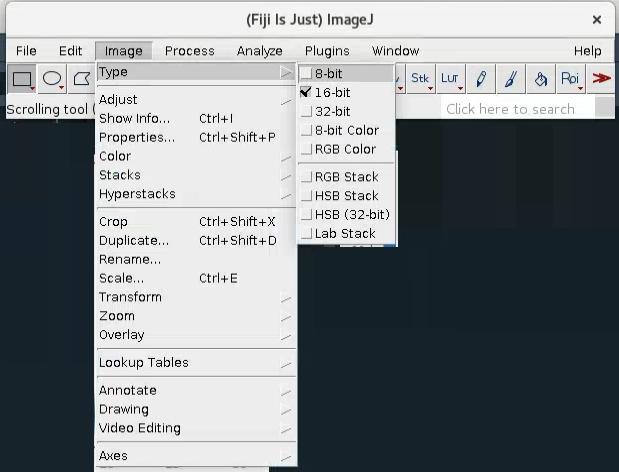 (Fiji Is Just) ImageJ
File Edit Image Process Analyze Plugins Window Help
Stk Lut Roi
Scrolling tool (
Click here to search
Type
Adjust
Show Info... Ctrl+I
Properties... Ctrl+Shift+P
Color
Stacks
Hyperstacks
Crop Ctrl+Shift+X
Duplicate... Ctrl+Shift+D
Rename...
Scale... Ctrl+E
Transform
Zoom
Overlay
Lookup Tables
Annotate
Drawing
Video Editing
Axes
8-bit
16-bit
32-bit
8-bit Color
RGB Color
RGB Stack
HSB Stack
HSB (32-bit)
Lab Stack